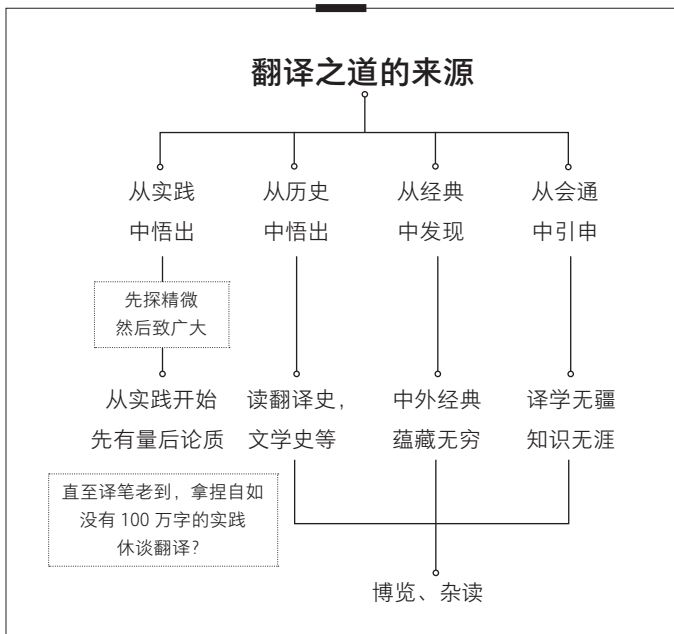 翻译之道的来源
从实践
中悟出
从历史
中悟出
从经典
中发现
从会通
中引申
先探精微
然后致广大
从实践开始
先有量后论质
读翻译史，
文学史等
中外经典
蕴藏无穷
译学无疆
知识无涯
直至译笔老到，拿捏自如
没有 100 万字的实践
休谈翻译？
博览、杂读